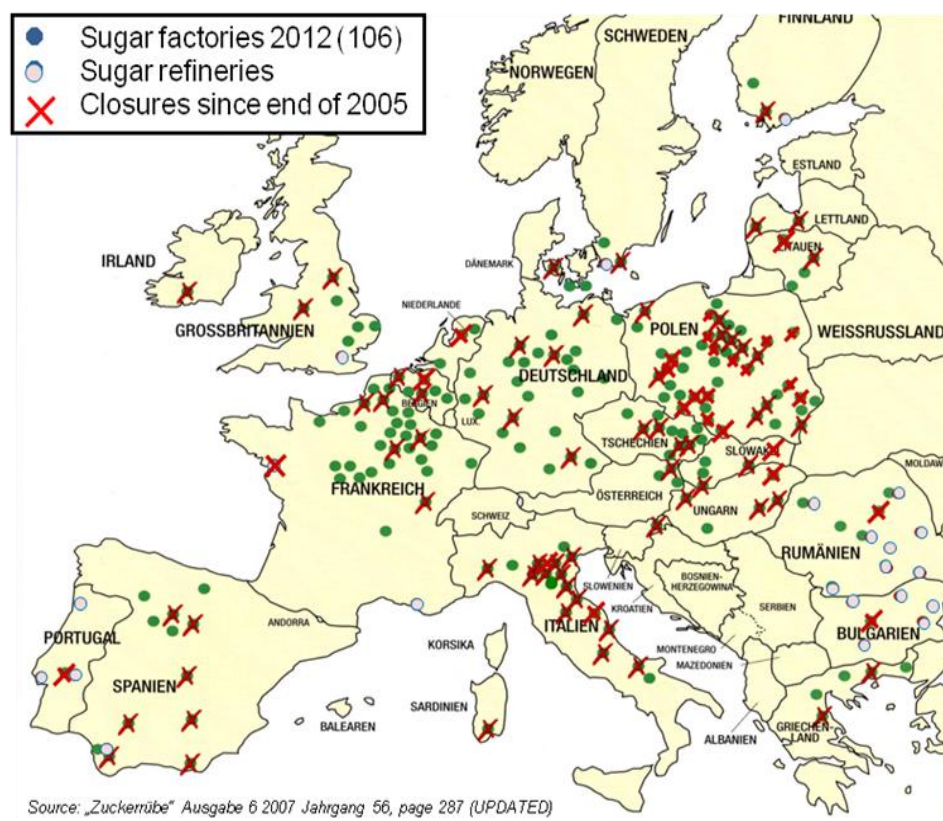 Sugar factories 2012 (106)
Sugar refineries
Closures since end of 2005
FINNLAND
SCHWEDEN
NORWEGEN
ESTLAND
LETTLAND
LITAUEN
IRLAND
DÄNEMARK
NIEDERLANDE
GROSSBRITANNIEN
POLEN
WEISSRUSSLAND
DEUTSCHLAND
BELGIEN
LUX.
TSCHECHIEN
SLOWAKEI
MOLDAW
FRANKREICH
ÖSTERREICH
SCHWEIZ
UNGARN
RUMÄNIEN
SLOWENIEN
BOSNIEN-
HERZEGOWINA
KROATIEN
SERBIEN
ANDORRA
ITALIEN
PORTUGAL
KORSIKA
MONTENEGRO
BULGARIEN
MAZEDONIEN
SPANIEN
SARDINIEN
BALEAREN
ALBANIEN
GRIECHEN-
LAND
Source: „Zuckerrübe“ Ausgabe 6 2007 Jahrgang 56, page 287 (UPDATED)